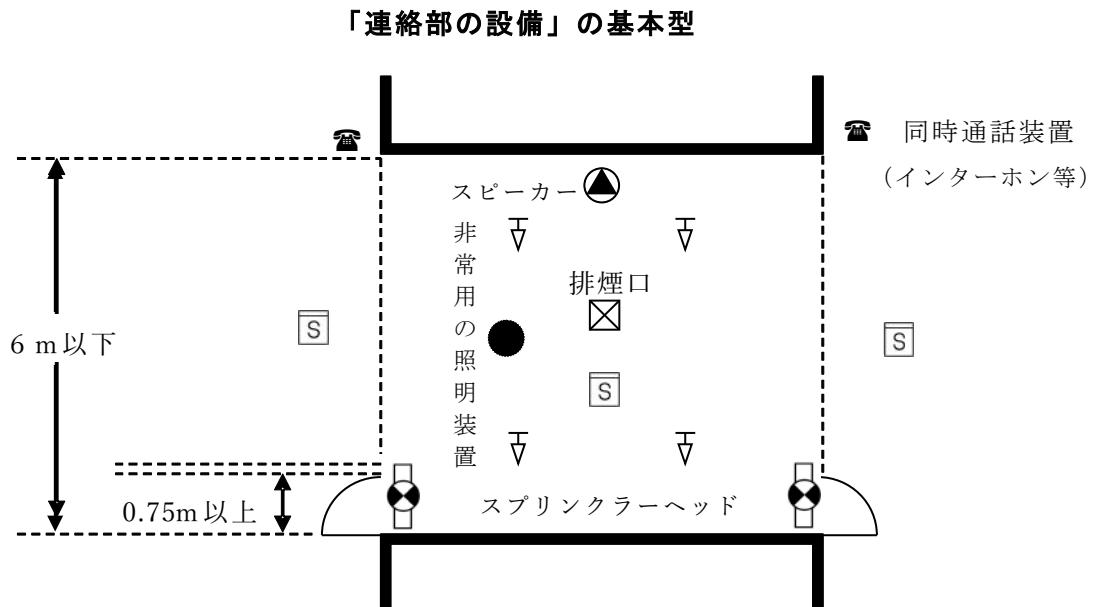 「連絡部の設備」の基本型
同時通話装置
(インターホン等)
スピーカー
非常用の照明装置
排煙口
S
S
S
6 m以下
0.75m以上
スプリンクラーヘッド